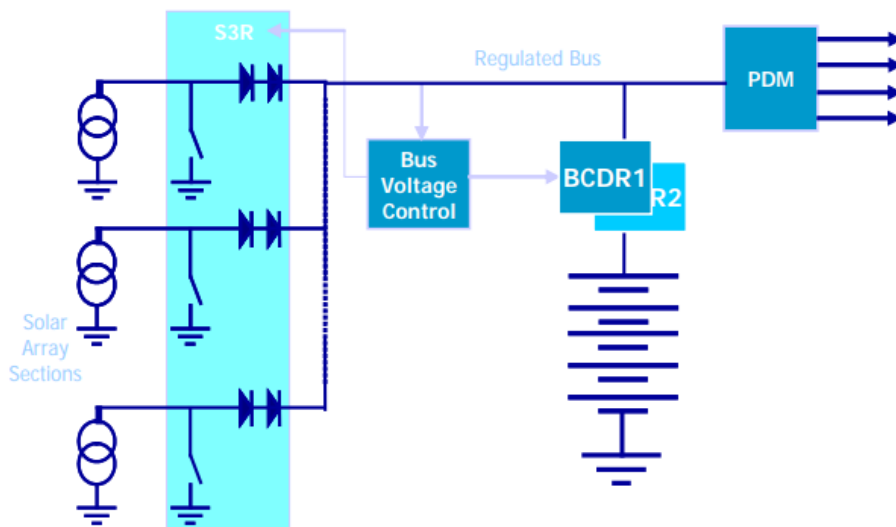 S3R
Regulated Bus
PDM
Bus
Voltage
Control
BCDR1
R2
Solar
Array
Sections